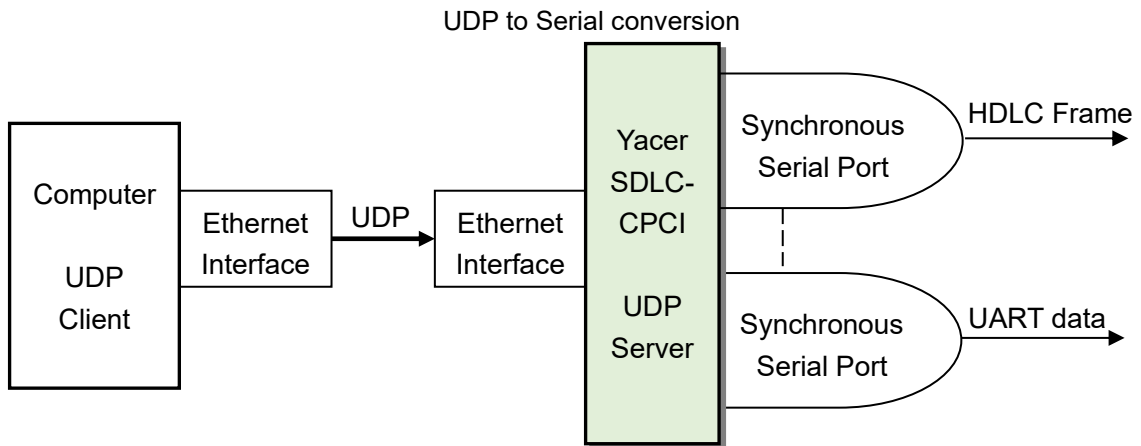 UDP to Serial conversion
Computer
UDP
Client
Ethernet
Interface
UDP
Ethernet
Interface
Yacer
SDLC-
CPCI
UDP
Server
Synchronous
Serial Port
HDLC Frame
Synchronous
Serial Port
UART data